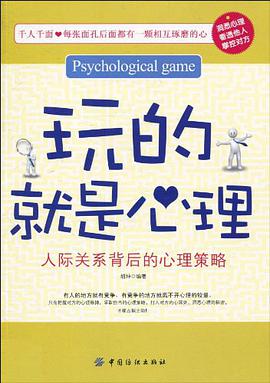 千人千面❤每张面孔后面都有一颗相互琢磨的心
洞悉心理
看透他人
掌控对方
Psychological game
玩的
就是心理
人际关系背后的心理策略
编著
有人的地方就有竞争，有竞争的地方就离不开心理的较量。
中国纺织出版社